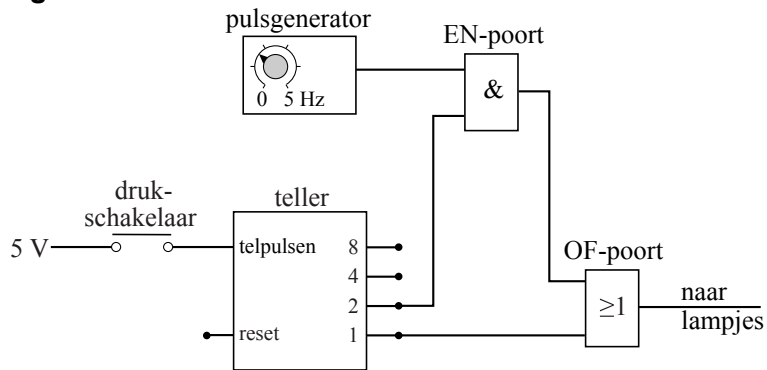 pulsgenerator
0 5 Hz
EN-poort
&
druk-
schakelaar
5 V
teller
telpulsen
8
4
2
reset
1
OF-poort
≥1
naar
lampjes